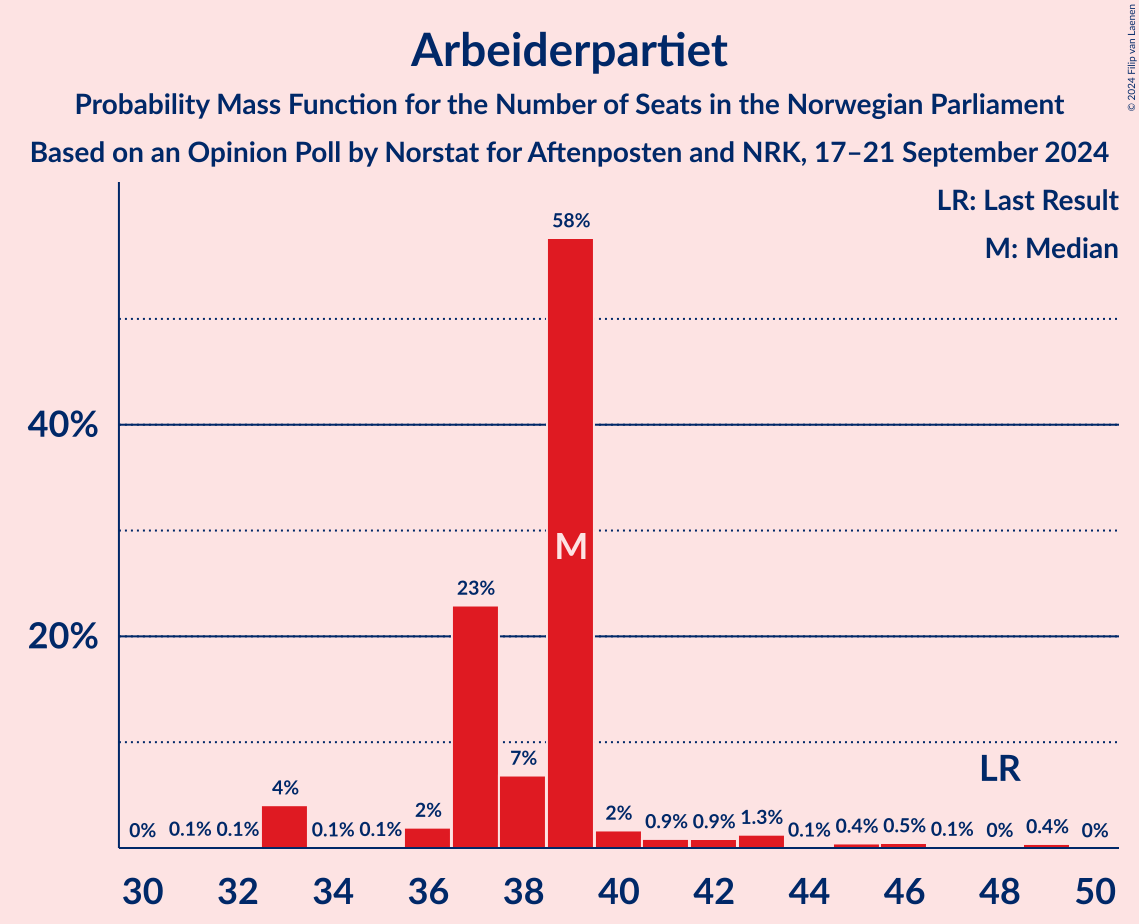 Arbeiderpartiet
Probability Mass Function for the Number of Seats in the Norwegian Parliament
Based on an Opinion Poll by Norstat for Aftenposten and NRK, 17–21 September 2024
© 2024 Filip van Laenen
LR: Last Result
M: Median
58%
40%
M
23%
20%
7%
LR
4%
0% 0.1% 0.1% 0.1% 0.1% 2% 2% 0.9% 0.9% 1.3% 0.1% 0.4% 0.5% 0.1% 0% 0.4% 0%
30 32 34 36 38 40 42 44 46 48 50